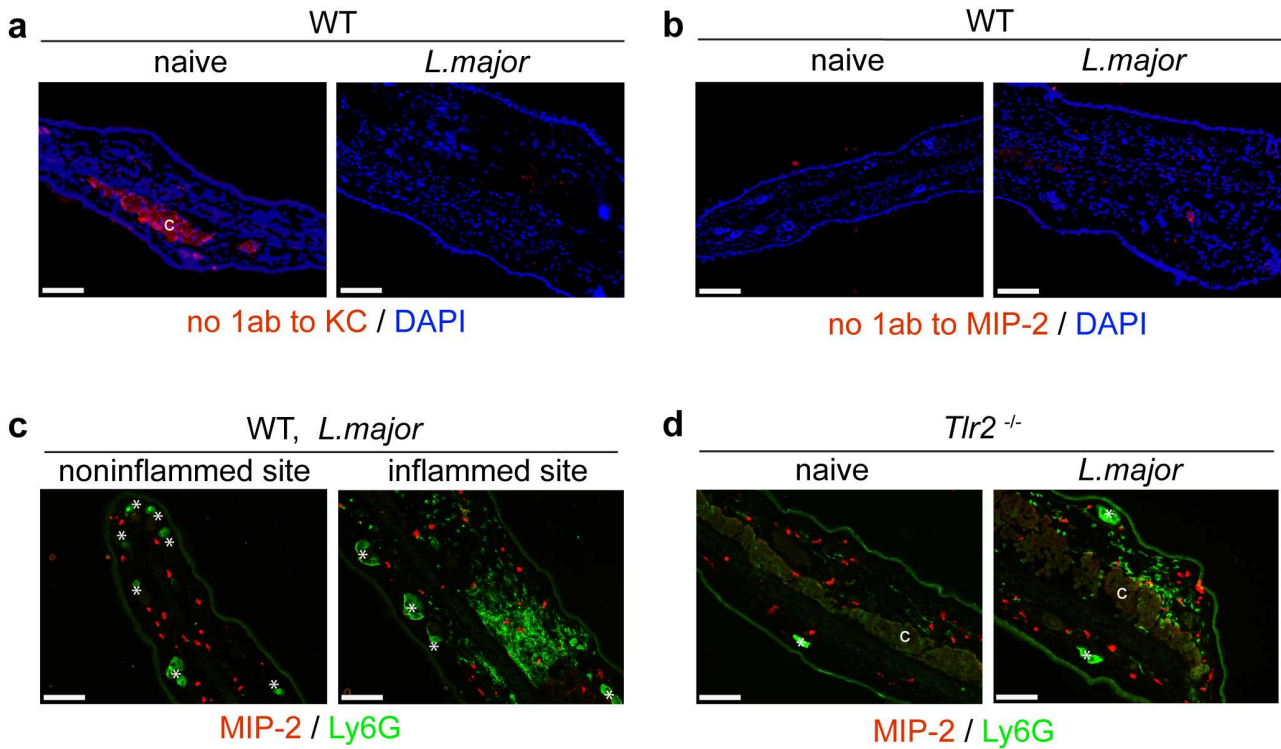 a
WT
naive
L.major
c
no 1ab to KC / DAPI
b
WT
naive
L.major
no 1ab to MIP-2 / DAPI
c
WT, L.major
noninflammed site
inflammed site
* * * * * * *
* * * *
MIP-2 / Ly6G
d
Tlr2 -/-
naive
L.major
c
*
*
c
*
MIP-2 / Ly6G